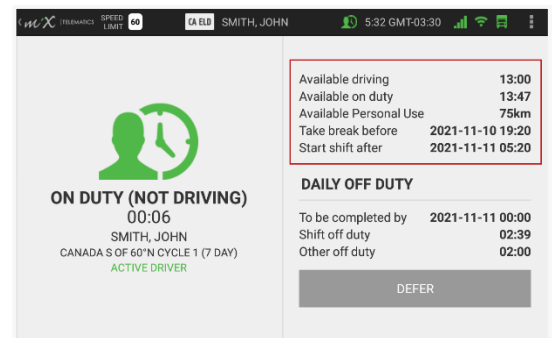 mX TELEMATICS SPEED LIMIT 60 CA ELD SMITH, JOHN 5:32 GMT-03:30
ON DUTY (NOT DRIVING)
00:06
SMITH, JOHN
CANADA S OF 60°N CYCLE 1 (7 DAY)
ACTIVE DRIVER
Available driving 13:00
Available on duty 13:47
Available Personal Use 75km
Take break before 2021-11-10 19:20
Start shift after 2021-11-11 05:20
DAILY OFF DUTY
To be completed by 2021-11-11 00:00
Shift off duty 02:39
Other off duty 02:00
DEFER